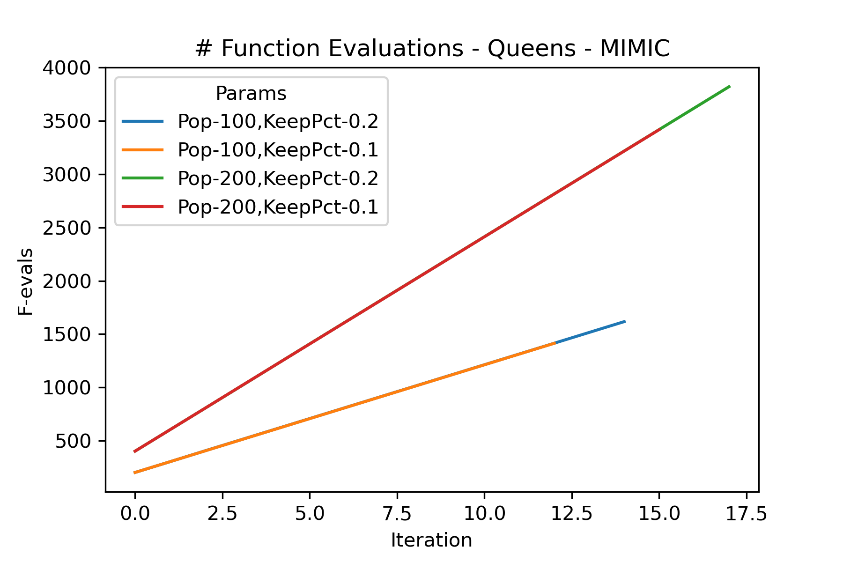 # Function Evaluations - Queens - MIMIC
4000
3500
3000
2500
2000
1500
1000
500
F-evals
Params
Pop-100,KeepPct-0.2
Pop-100,KeepPct-0.1
Pop-200,KeepPct-0.2
Pop-200,KeepPct-0.1
0.0 2.5 5.0 7.5 10.0 12.5 15.0 17.5
Iteration